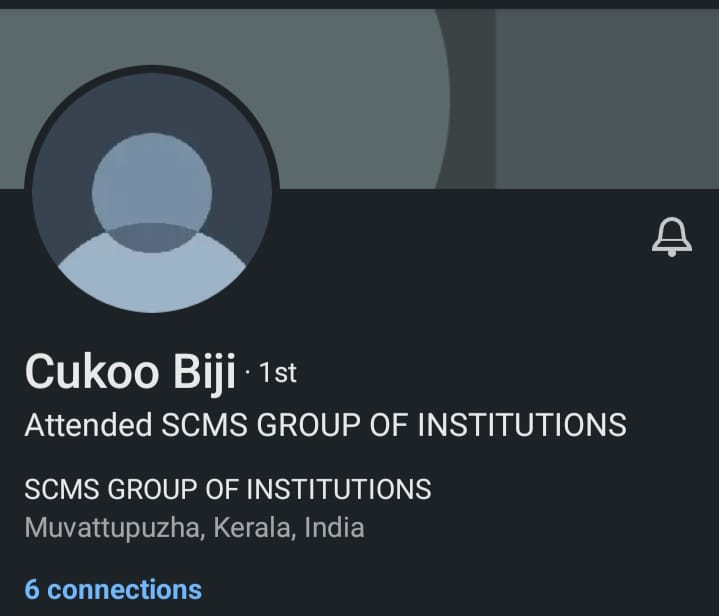 Cukoo Biji · 1st
Attended SCMS GROUP OF INSTITUTIONS
SCMS GROUP OF INSTITUTIONS
Muvattupuzha, Kerala, India
6 connections